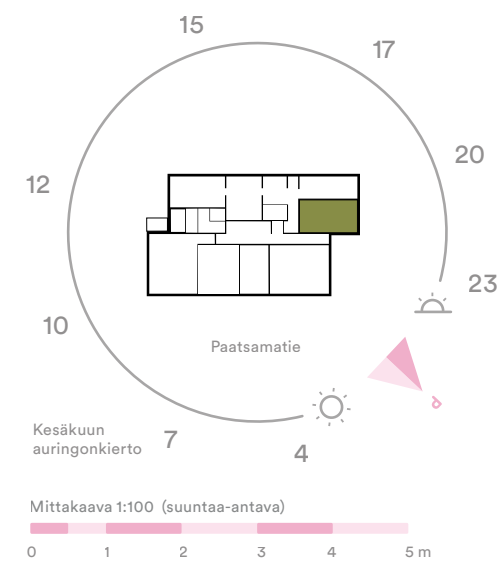 15
17
20
12
23
10
Paatsamatie
Kesäkuun
auringonkierto
7
4
P
Mittakaava 1:100 (suuntaa-antava)
0 1 2 3 4 5 m